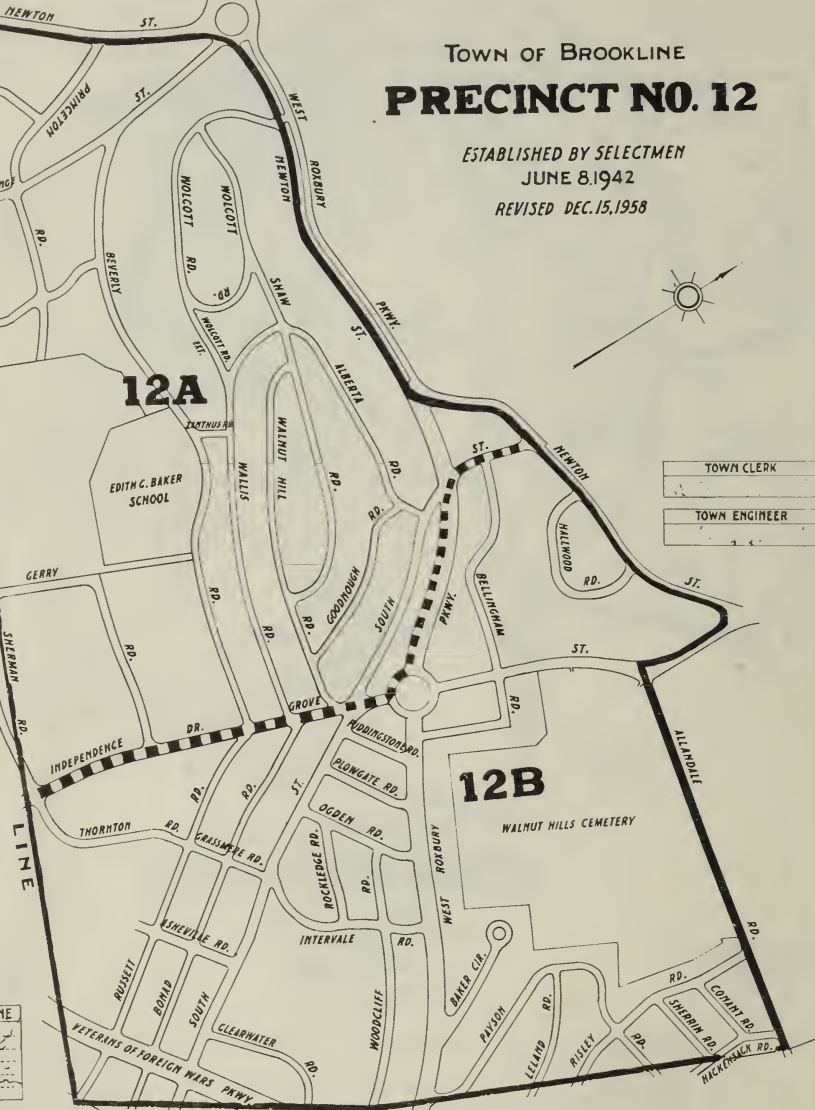 NEWTON ST.
TOWN OF BROOKLINE
PRECINCT NO. 12
ESTABLISHED BY SELECTMEN
JUNE 8,1942
REVISED DEC.15,1958
PRINCETON
ST.
RD.
BEVERLY
WOLCOTT
RD.
WOLCOTT
RD.
WOLCOTT RD.
EXT.
WEST
ROXBURY
PKWY.
NEWTON
ST.
SHAW
ALBERTA
RD.
12A
ZANTHUS RD.
WALLIS
WALNUT HILL
RD.
EDITH C. BAKER
SCHOOL
TOWN CLERK
TOWN ENGINEER
ST.
NEWTON
ST.
HALLWOOD
RD.
RD.
GOODNOUGH
RD.
SOUTH
PKWY.
BELLINGHAM
RD.
ST.
GERRY
RD.
RD.
RD.
SHERMAN
RD.
INDEPENDENCE DR.
GROVE
PUDDINGSTONE RD.
PLOWGATE RD.
OGDEN RD.
12B
WALNUT HILLS CEMETERY
ALLANDALE
RD.
LINE
THORNTON RD.
RD.
RD.
ST.
GRASSMERE RD.
ROCKLEDGE RD.
RD.
WEST
ROXBURY
ASHEVILLE RD.
INTERVALE RD.
BAKER CIR.
RUSSETT
BONAD
SOUTH
CLEARWATER
RD.
WOODCLIFF
PAYSON
RD.
LELAND
RD.
RISLEY
RD.
SHERRIN RD.
CONANT RD.
HACKENSACK RD.
VETERANS OF FOREIGN WARS PKWY.